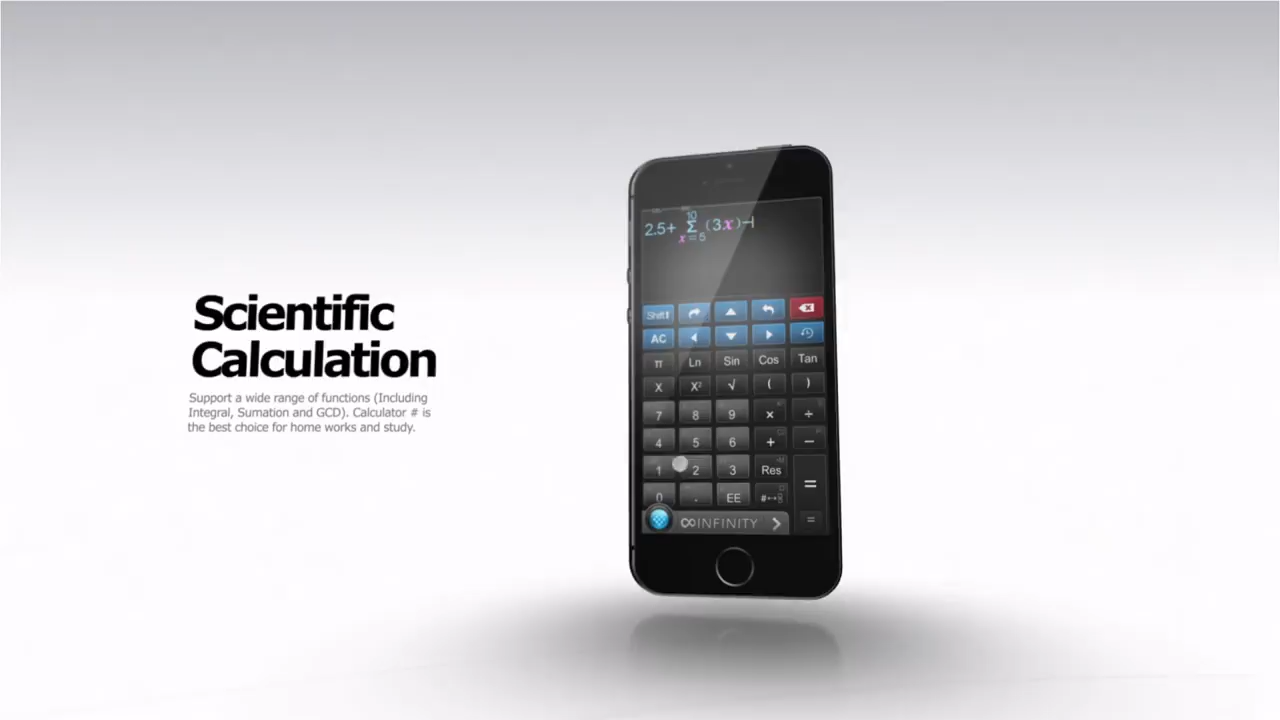 Scientific
Calculation
Support a wide range of functions (Including
Integral, Sumation and GCD). Calculator # is
the best choice for home works and study.
10
2.5+ Σ (3x)−
x=5
Shift
AC
π Ln Sin Cos Tan
X X² √ ( )
7 8 9 × ÷
4 5 6 + −
1 2 3 Res =
0 . EE #↔
∞INFINITY > =